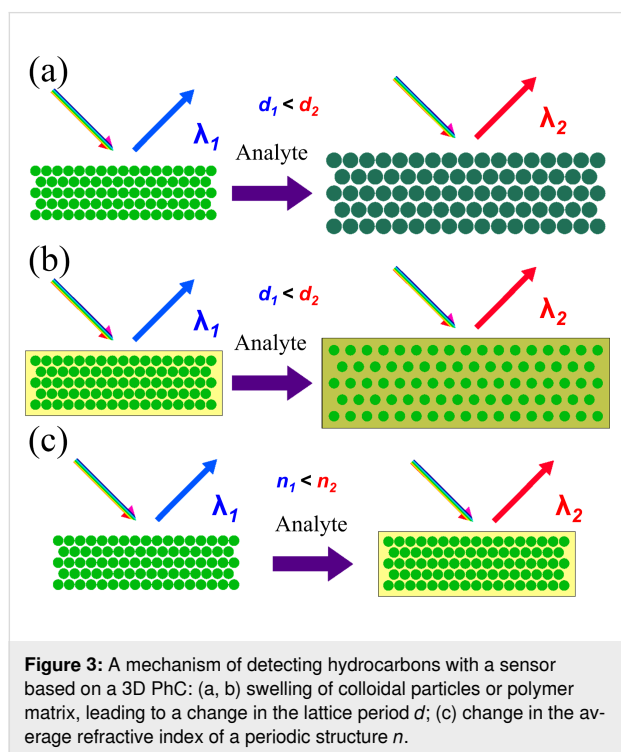 (a)
d1 < d2
λ1
Analyte
λ2
(b)
d1 < d2
λ1
Analyte
λ2
(c)
n1 < n2
λ1
Analyte
λ2
Figure 3: A mechanism of detecting hydrocarbons with a sensor
based on a 3D PhC: (a, b) swelling of colloidal particles or polymer
matrix, leading to a change in the lattice period d; (c) change in the av-
erage refractive index of a periodic structure n.